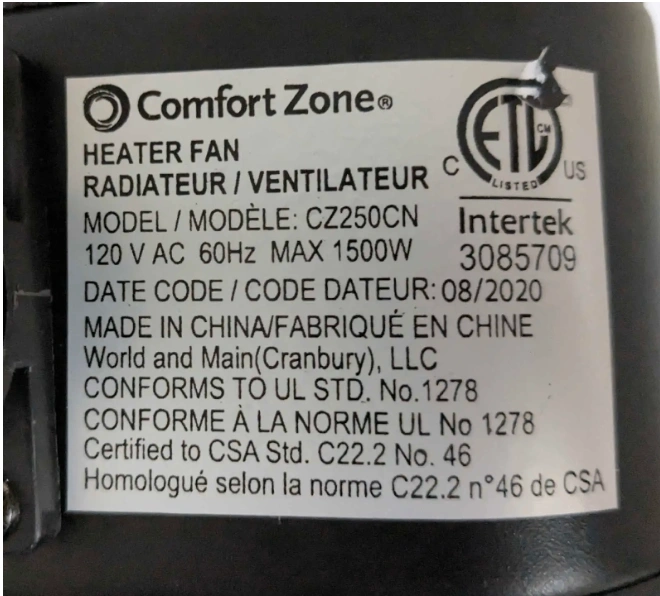 Comfort Zone®
HEATER FAN
RADIATEUR / VENTILATEUR
MODEL / MODÈLE: CZ250CN
120 V AC 60Hz MAX 1500W
DATE CODE / CODE DATEUR: 08/2020
MADE IN CHINA/FABRIQUÉ EN CHINE
World and Main(Cranbury), LLC
CONFORMS TO UL STD. No.1278
CONFORME À LA NORME UL No 1278
Certified to CSA Std. C22.2 No. 46
Homologué selon la norme C22.2 n°46 de CSA
ETL CM
C LISTED US
Intertek
3085709